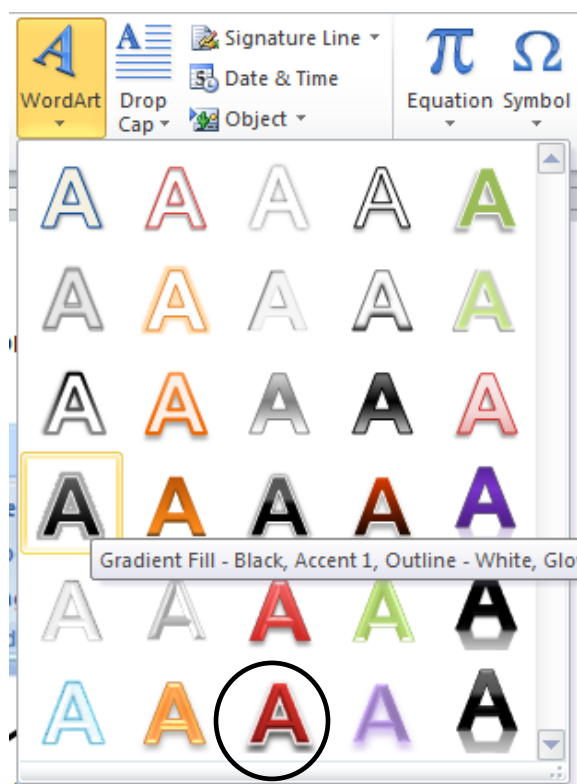 WordArt
Drop
Cap
Signature Line
Date & Time
Object
Equation
Symbol
A A A A A
A A A A A
A A A A A
A A A A A
Gradient Fill - Black, Accent 1, Outline - White, Glo
A A A A A
A A A A A